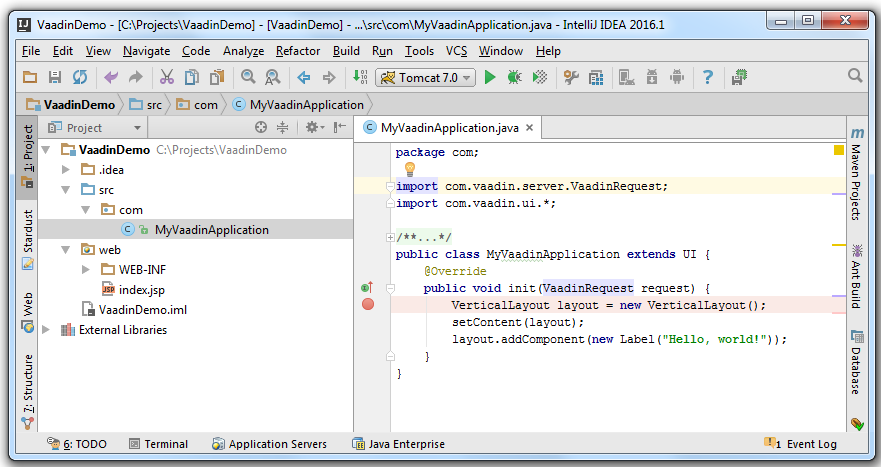 VaadinDemo - [C:\Projects\VaadinDemo] - [VaadinDemo] - ...\src\com\MyVaadinApplication.java - IntelliJ IDEA 2016.1
File Edit View Navigate Code Analyze Refactor Build Run Tools VCS Vaadin Window Help
Tomcat 7.0
VaadinDemo src com MyVaadinApplication
1: Project
Stardust
Web
7: Structure
Project
VaadinDemo C:\Projects\VaadinDemo
.idea
src
com
MyVaadinApplication
web
WEB-INF
index.jsp
VaadinDemo.iml
External Libraries
MyVaadinApplication.java
package com;
import com.vaadin.server.VaadinRequest;
import com.vaadin.ui.*;
/**...*/
public class MyVaadinApplication extends UI {
@Override
public void init(VaadinRequest request) {
VerticalLayout layout = new VerticalLayout();
setContent(layout);
layout.addComponent(new Label("Hello, world!"));
}
}
Maven Projects
Ant Build
Database
6: TODO Terminal Application Servers Java Enterprise 1 Event Log